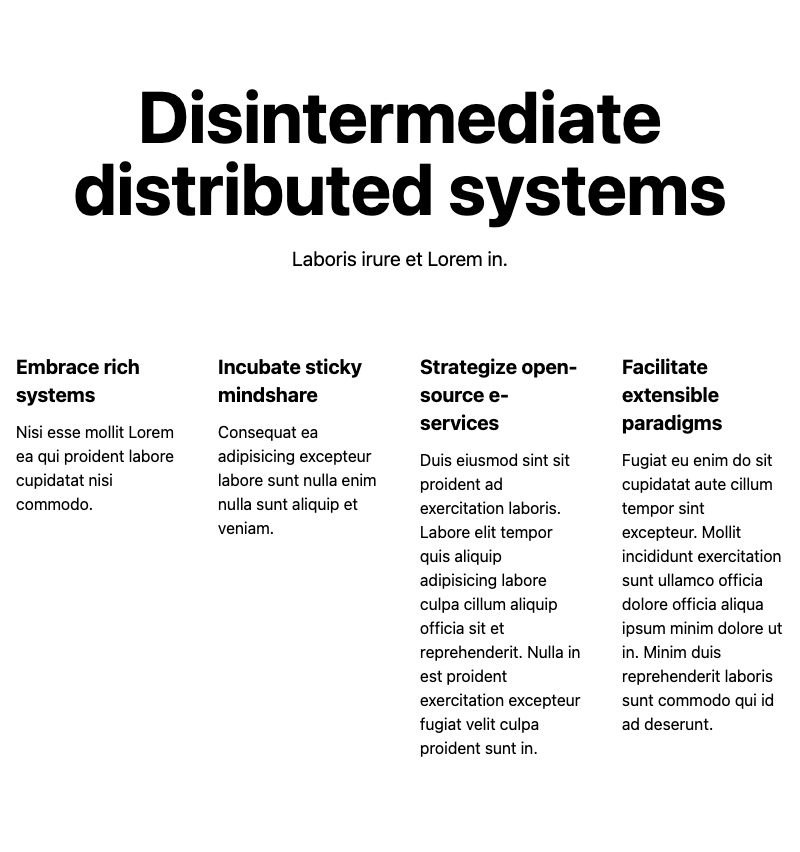 Disintermediate
distributed systems
Laboris irure et Lorem in.
Embrace rich
systems
Nisi esse mollit Lorem
ea qui proident labore
cupidatat nisi
commodo.
Incubate sticky
mindshare
Consequat ea
adipisicing excepteur
labore sunt nulla enim
nulla sunt aliquip et
veniam.
Strategize open-
source e-
services
Duis eiusmod sint sit
proident ad
exercitation laboris.
Labore elit tempor
quis aliquip
adipisicing labore
culpa cillum aliquip
officia sit et
reprehenderit. Nulla in
est proident
exercitation excepteur
fugiat velit culpa
proident sunt in.
Facilitate
extensible
paradigms
Fugiat eu enim do sit
cupidatat aute cillum
tempor sint
excepteur. Mollit
incididunt exercitation
sunt ullamco officia
dolore officia aliqua
ipsum minim dolore ut
in. Minim duis
reprehenderit laboris
sunt commodo qui id
ad deserunt.